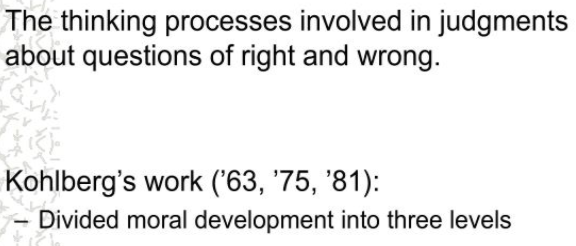 The thinking processes involved in judgments
about questions of right and wrong.
Kohlberg’s work (’63, ’75, ’81):
– Divided moral development into three levels